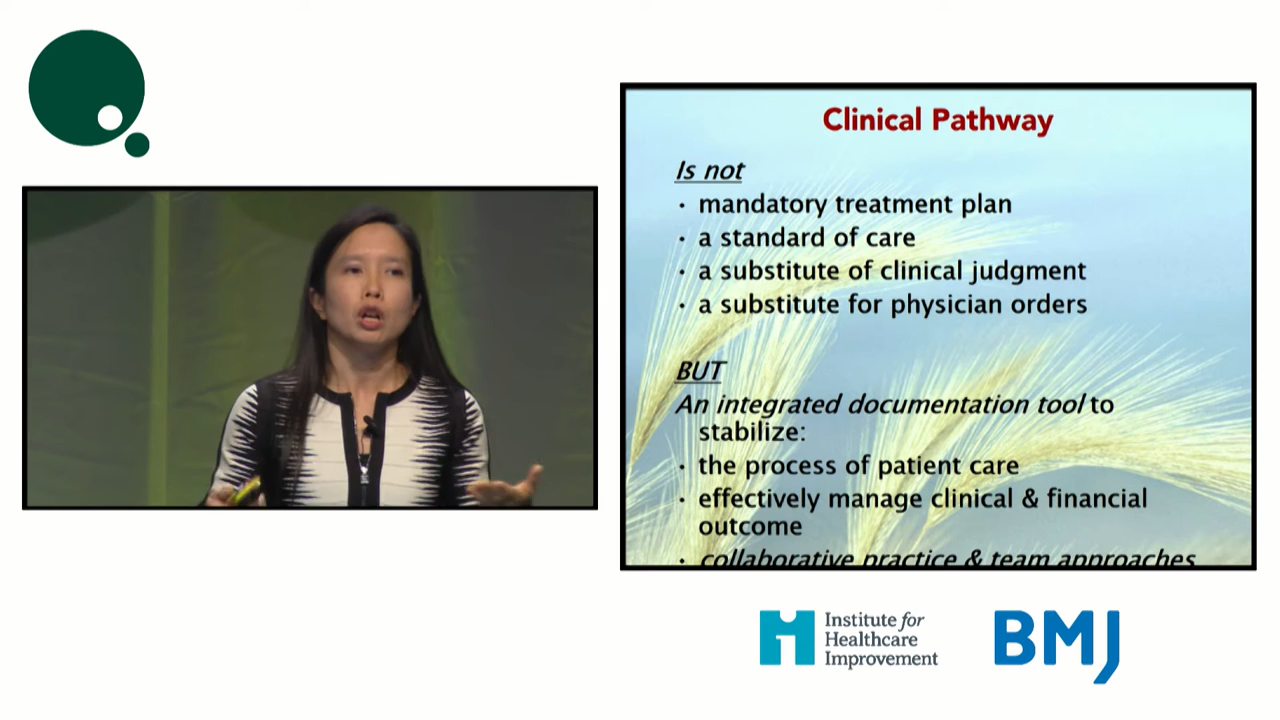 Clinical Pathway
Is not
• mandatory treatment plan
• a standard of care
• a substitute of clinical judgment
• a substitute for physician orders
BUT
An integrated documentation tool to
stabilize:
• the process of patient care
• effectively manage clinical & financial
outcome
• collaborative practice & team approaches
Institute for
Healthcare
Improvement
BMJ